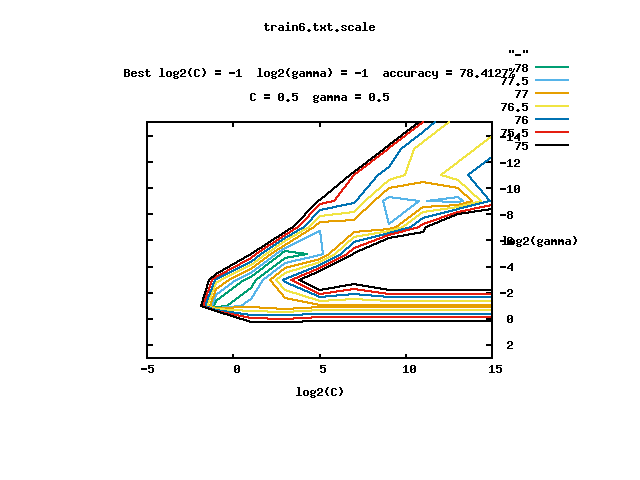 train6.txt.scale
"-"
Best log2(C) = -1  log2(gamma) = -1  accuracy = 78.4127%
78
77.5
C = 0.5  gamma = 0.5
77
76.5
76
75.5
75
-14
-12
-10
-8
-6
log2(gamma)
-4
-2
0
2
-5 0 5 10 15
log2(C)